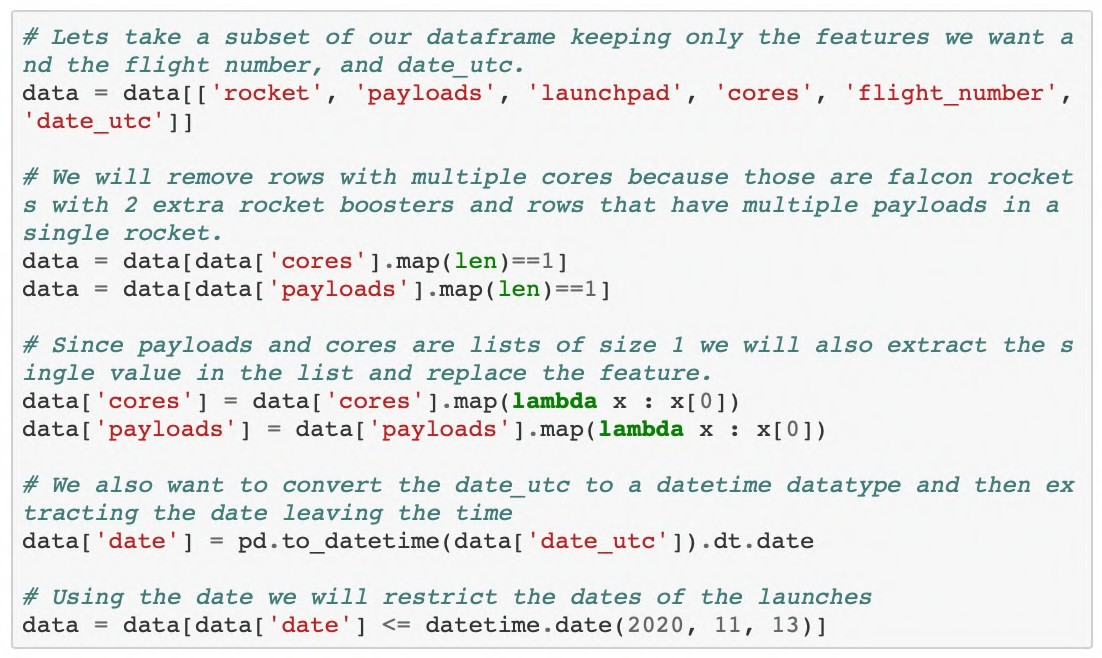 # Lets take a subset of our dataframe keeping only the features we want a
nd the flight number, and date_utc.
data = data[['rocket', 'payloads', 'launchpad', 'cores', 'flight_number',
'date_utc']]
# We will remove rows with multiple cores because those are falcon rocket
s with 2 extra rocket boosters and rows that have multiple payloads in a
single rocket.
data = data[data['cores'].map(len)==1]
data = data[data['payloads'].map(len)==1]
# Since payloads and cores are lists of size 1 we will also extract the s
ingle value in the list and replace the feature.
data['cores'] = data['cores'].map(lambda x : x[0])
data['payloads'] = data['payloads'].map(lambda x : x[0])
# We also want to convert the date_utc to a datetime datatype and then ex
tracting the date leaving the time
data['date'] = pd.to_datetime(data['date_utc']).dt.date
# Using the date we will restrict the dates of the launches
data = data[data['date'] <= datetime.date(2020, 11, 13)]